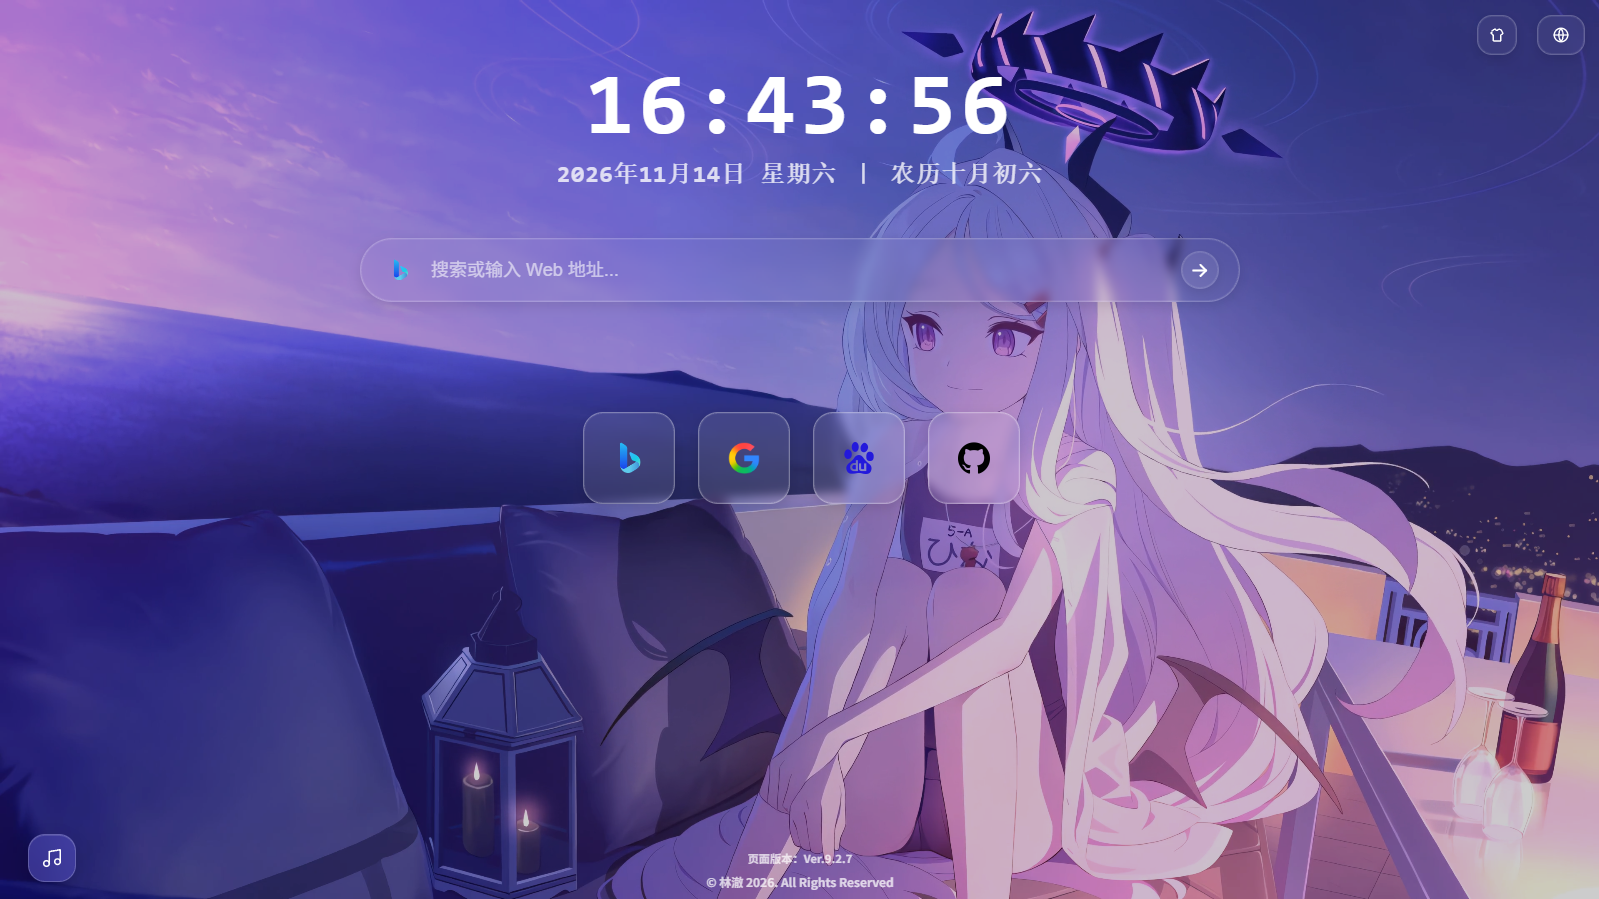 16:43:56
2026年11月14日 星期六 | 农历十月初六
搜索或输入 Web 地址...
du
5-A
ひ
页面版本：Ver.9.2.7
© 林澈 2026. All Rights Reserved